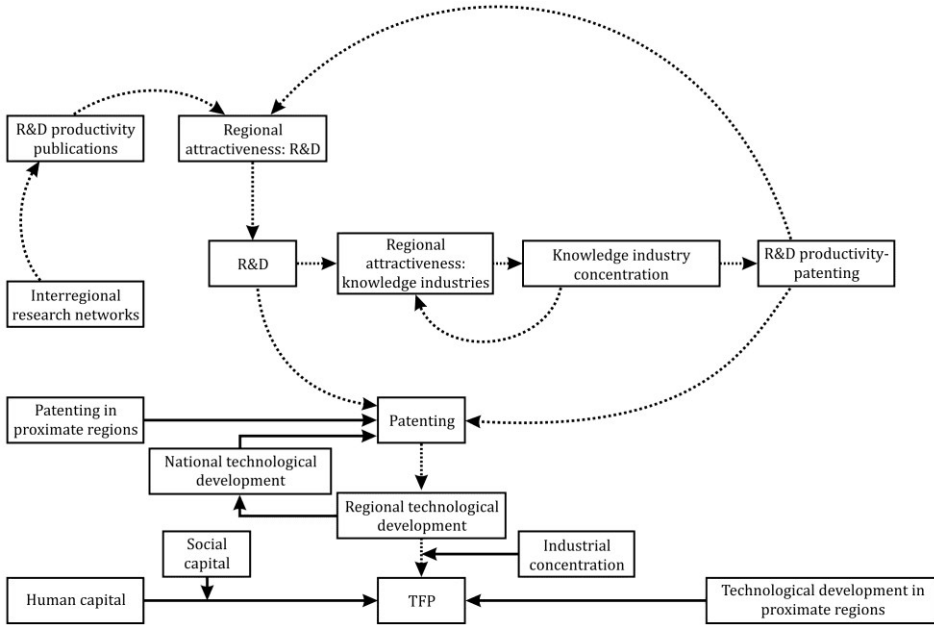 R&D productivity
publications
Regional
attractiveness: R&D
R&D
Regional
attractiveness:
knowledge industries
Knowledge industry
concentration
R&D productivity-
patenting
Interregional
research networks
Patenting in
proximate regions
Patenting
National technological
development
Regional technological
development
Social
capital
Industrial
concentration
Human capital
TFP
Technological development in
proximate regions